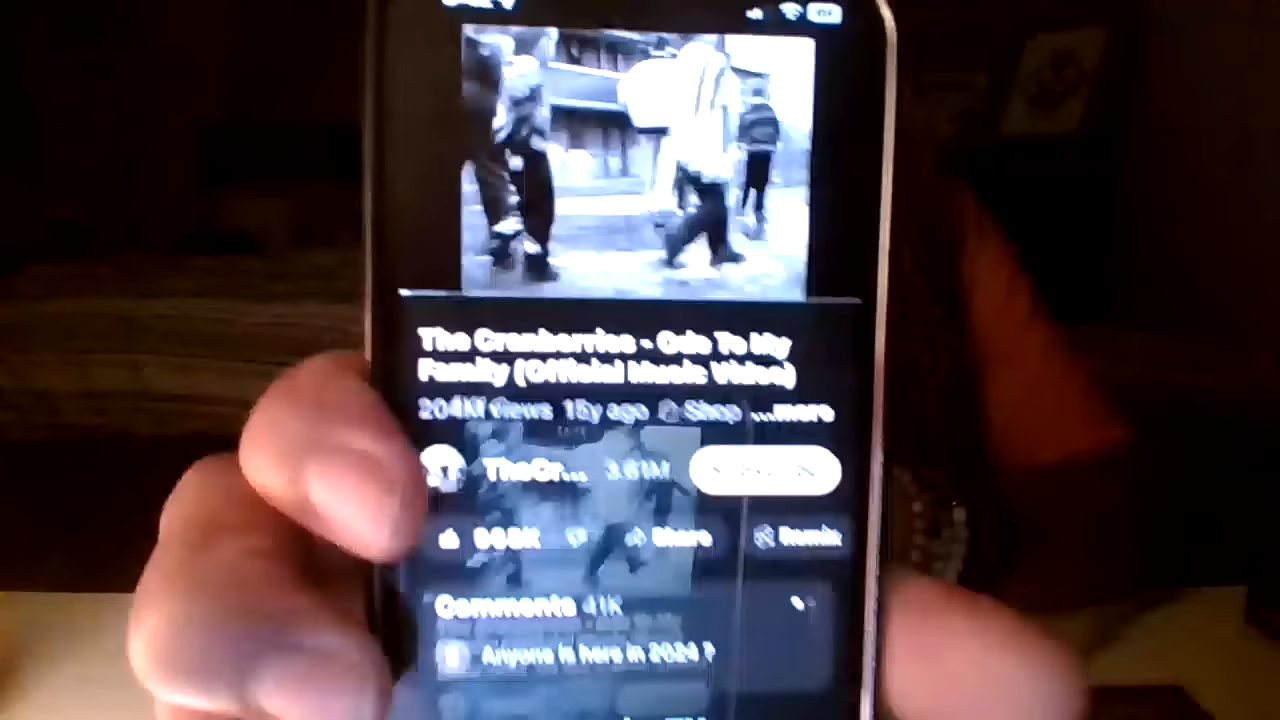 The Cranberries - Ode To My
Family (Official Music Video)
204M views 15y ago Shop ...more
TheCr... 3.61M
Share Remix
Comments 41K
Anyone is here in 2024 ?